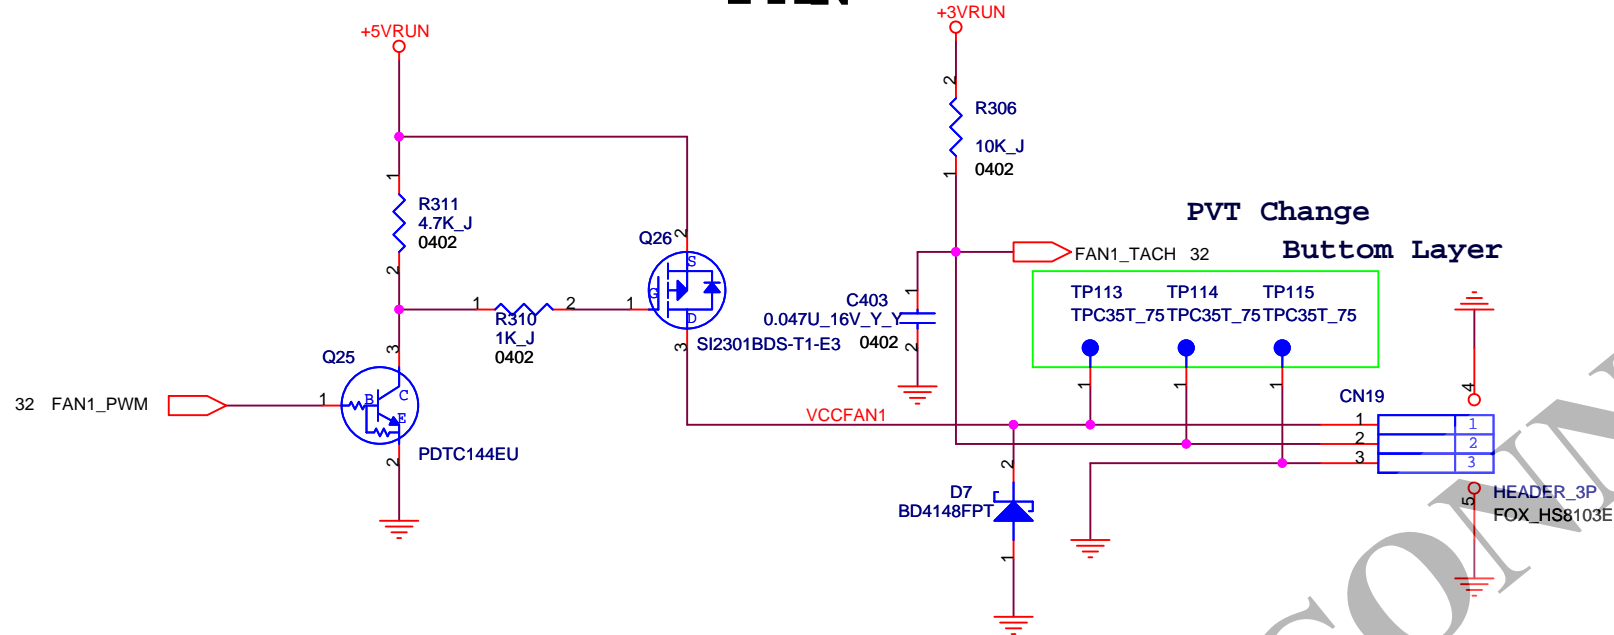 +5VRUN
+3VRUN
2
R306
10K_J
0402
1
1
R311
4.7K_J
0402
2
Q26
2
S
G
D
1
R310
1K_J
0402
2
1
3
SI2301BDS-T1-E3
C403
0.047U_16V_Y_Y
0402
1
2
FAN1_TACH 32
PVT Change
Buttom Layer
TP113
TPC35T_75
TP114
TPC35T_75
TP115
TPC35T_75
1
1
1
Q25
3
32 FAN1_PWM
1
B
C
E
2
PDTC144EU
VCCFAN1
CN19
4
1
2
3
1
2
3
5
HEADER_3P
FOX_HS8103E
D7
BD4148FPT
2
1